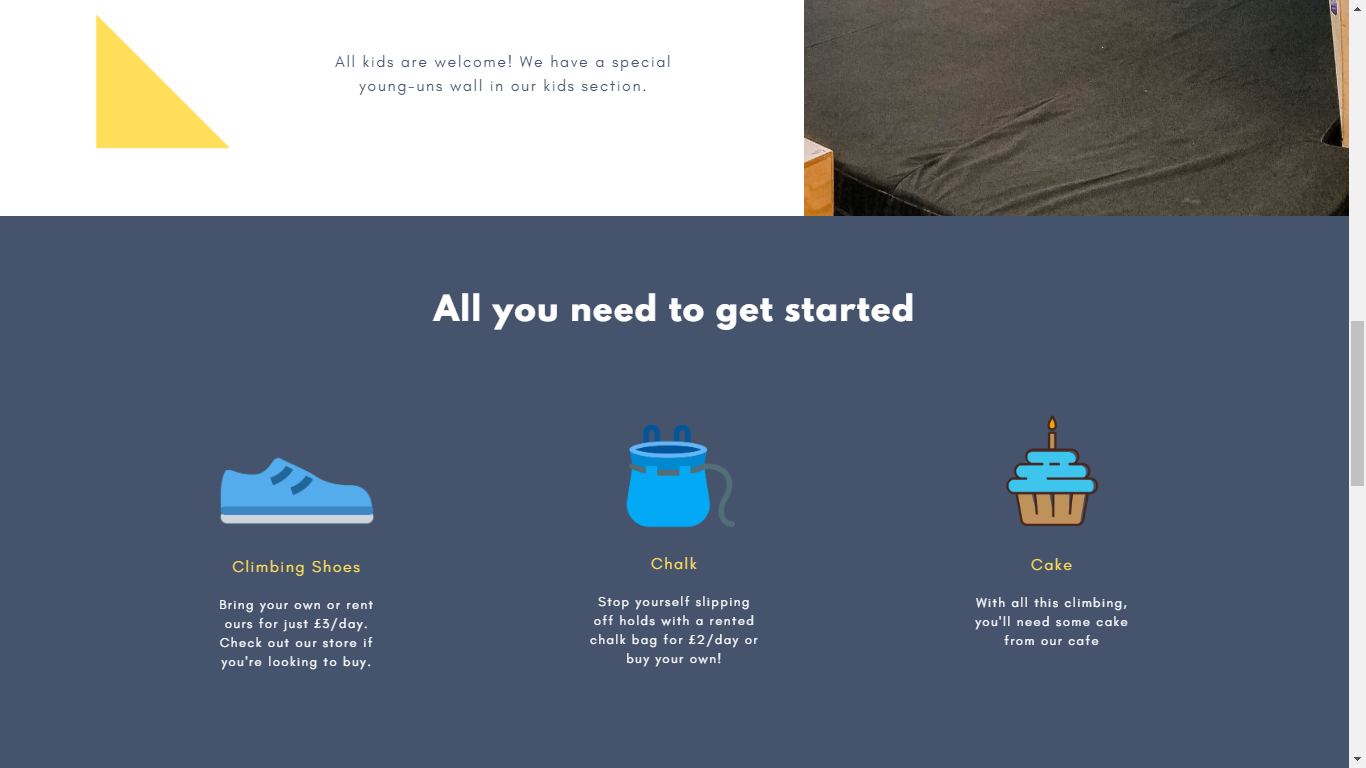 All kids are welcome! We have a special
young-uns wall in our kids section.
All you need to get started
Climbing Shoes
Bring your own or rent
ours for just £3/day.
Check out our store if
you're looking to buy.
Chalk
Stop yourself slipping
off holds with a rented
chalk bag for £2/day or
buy your own!
Cake
With all this climbing,
you'll need some cake
from our cafe